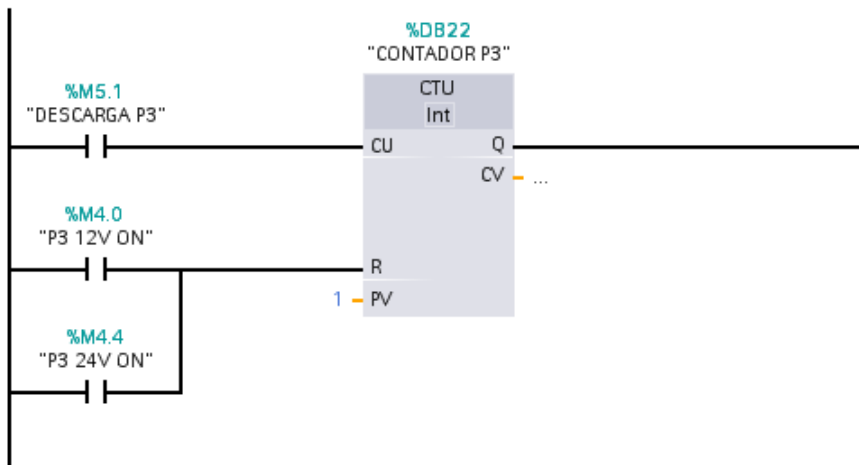 %DB22
"CONTADOR P3"
CTU
Int
%M5.1
"DESCARGA P3"
CU
Q
CV
...
%M4.0
"P3 12V ON"
R
1
PV
%M4.4
"P3 24V ON"